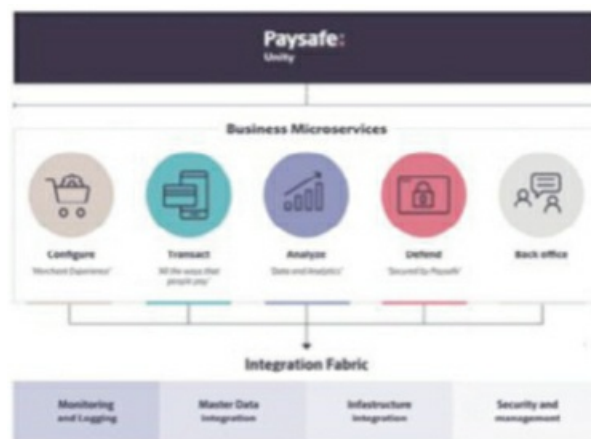 Paysafe:
Unity
Business Microservices
Configure
Transact
Analyze
Defend
Back office
'Merchant Experience'
'All the ways that
people pay'
'Data and Analytics'
'Secured by Paysafe'
Integration Fabric
Monitoring
and Logging
Master Data
integration
Infastructure
integration
Security and
management